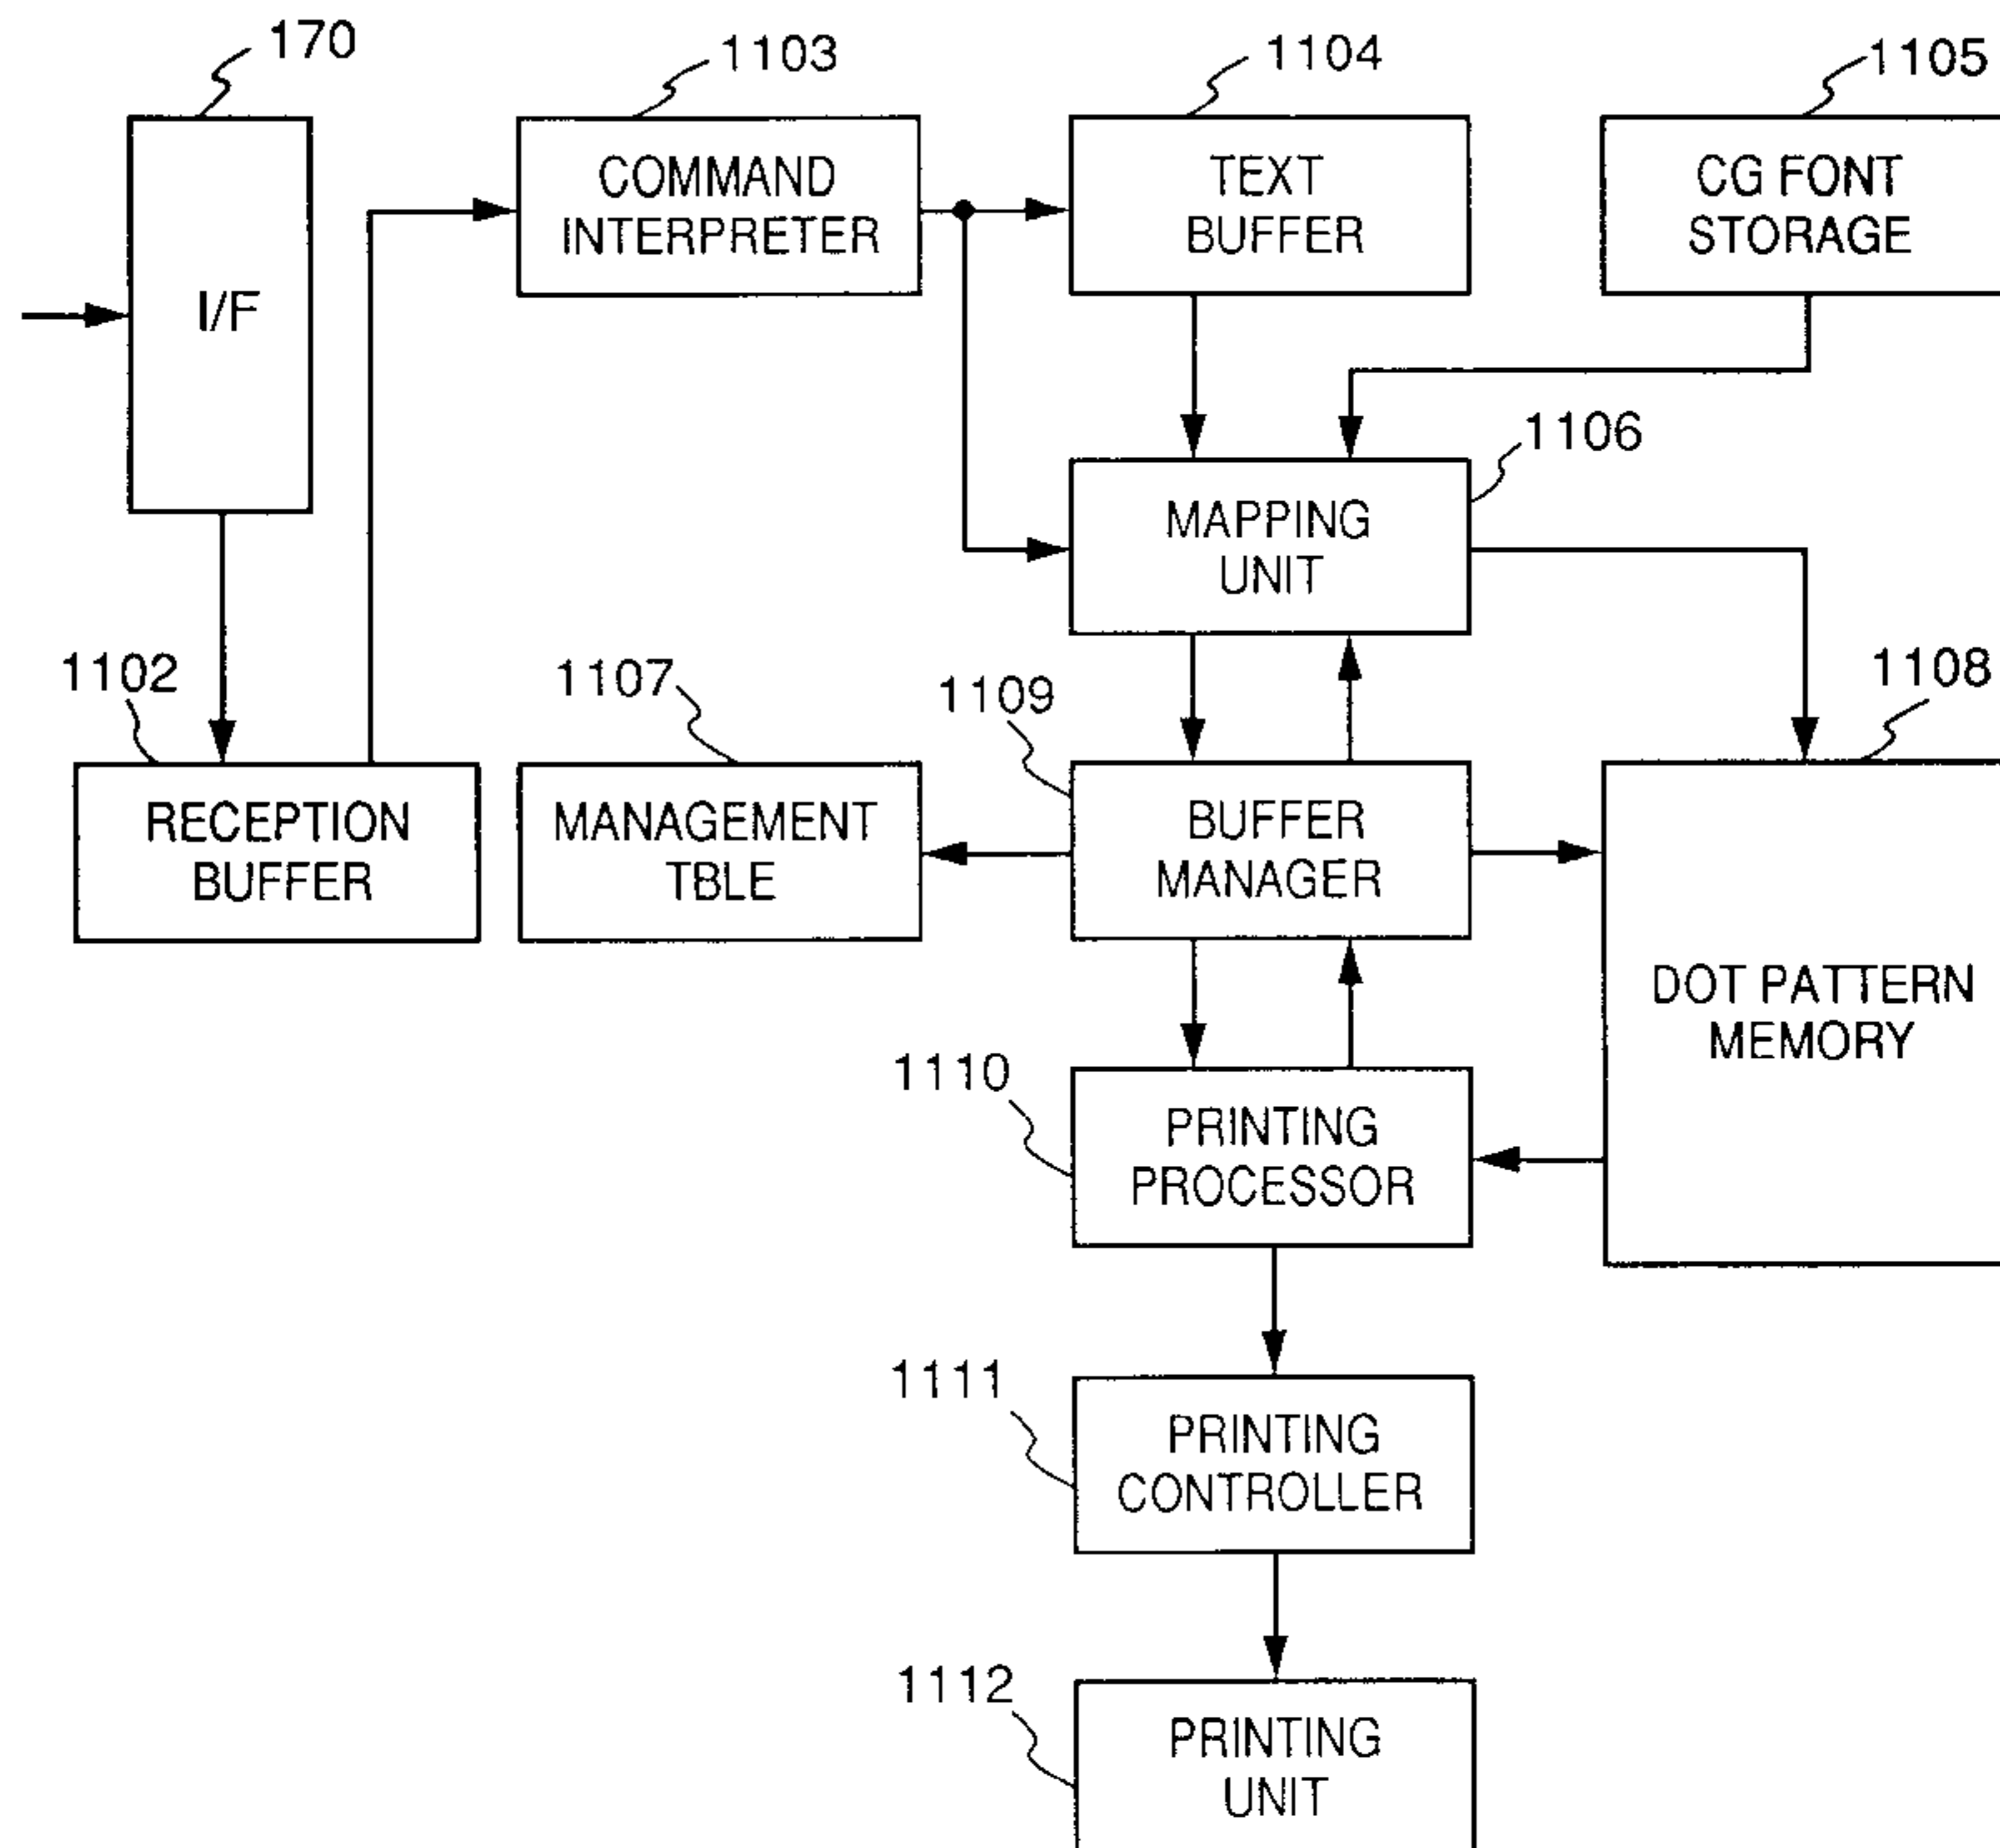 170
1103
1104
1105
I/F
COMMAND
INTERPRETER
TEXT
BUFFER
CG FONT
STORAGE
1106
MAPPING
UNIT
1102
1107
1109
1108
RECEPTION
BUFFER
MANAGEMENT
TBLE
BUFFER
MANAGER
DOT PATTERN
MEMORY
1110
PRINTING
PROCESSOR
1111
PRINTING
CONTROLLER
1112
PRINTING
UNIT